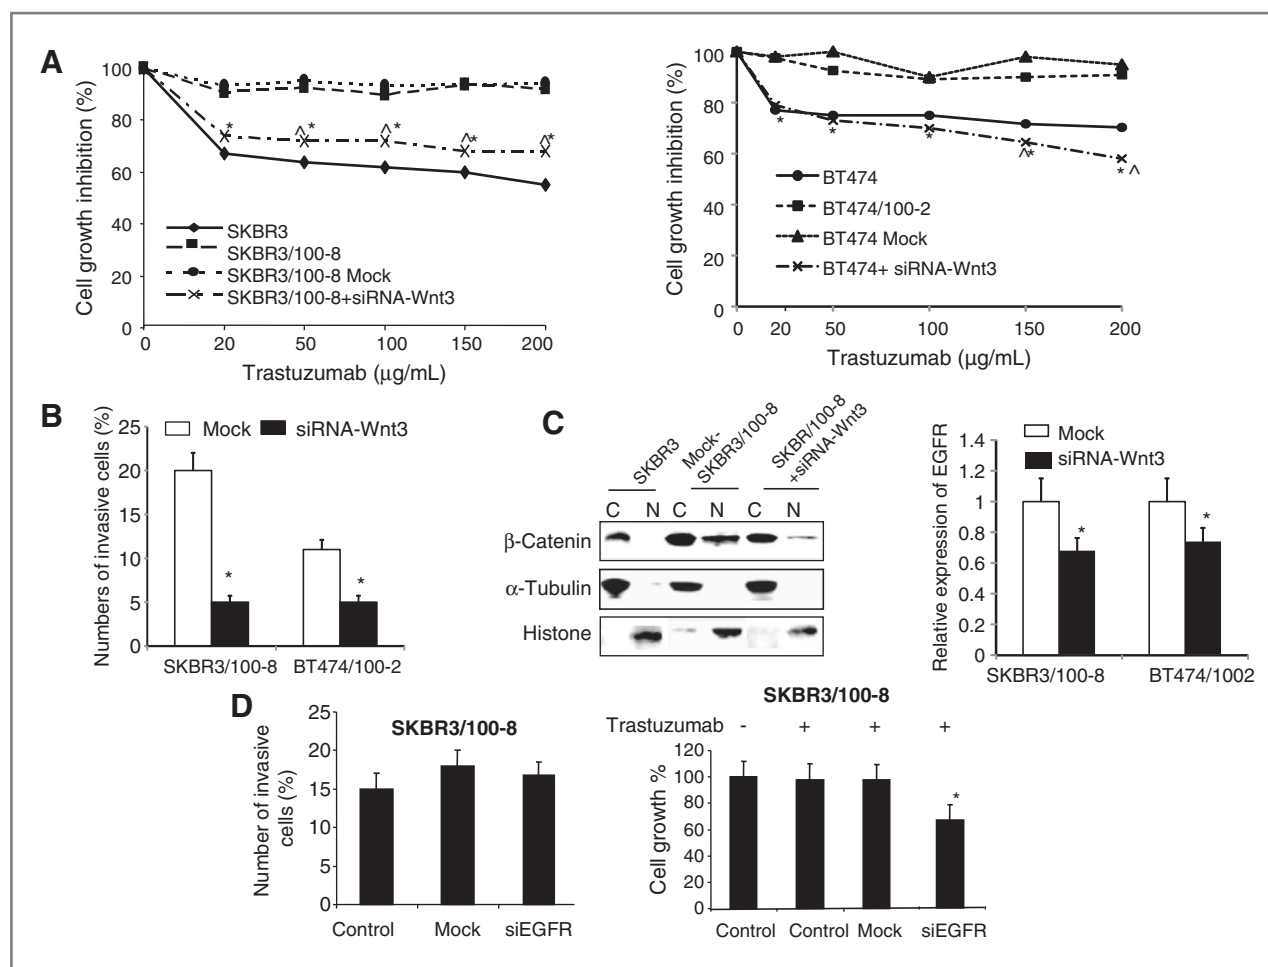 A
Cell growth inhibition (%)
100
80
60
40
20
0
SKBR3
SKBR3/100-8
SKBR3/100-8 Mock
SKBR3/100-8+siRNA-Wnt3
* ^* ^* ^* ^*
0 20 50 100 150 200
Trastuzumab (μg/mL)
Cell growth inhibition (%)
100
80
60
40
20
0
* * * ^* * ^
BT474
BT474/100-2
BT474 Mock
BT474+ siRNA-Wnt3
0 20 50 100 150 200
Trastuzumab (μg/mL)
B
Numbers of invasive cells (%)
25
20
15
10
5
0
Mock siRNA-Wnt3
* *
SKBR3/100-8 BT474/100-2
C
SKBR3
Mock-
SKBR3/100-8
SKBR/100-8
+siRNA-Wnt3
C N C N C N
β-Catenin
α-Tubulin
Histone
Relative expression of EGFR
1.4
1.2
1
0.8
0.6
0.4
0.2
0
Mock
siRNA-Wnt3
* *
SKBR3/100-8 BT474/1002
D
Number of invasive
cells (%)
25
20
15
10
5
0
SKBR3/100-8
Control Mock siEGFR
SKBR3/100-8
Trastuzumab - + + +
Cell growth %
120
100
80
60
40
20
0
*
Control Control Mock siEGFR